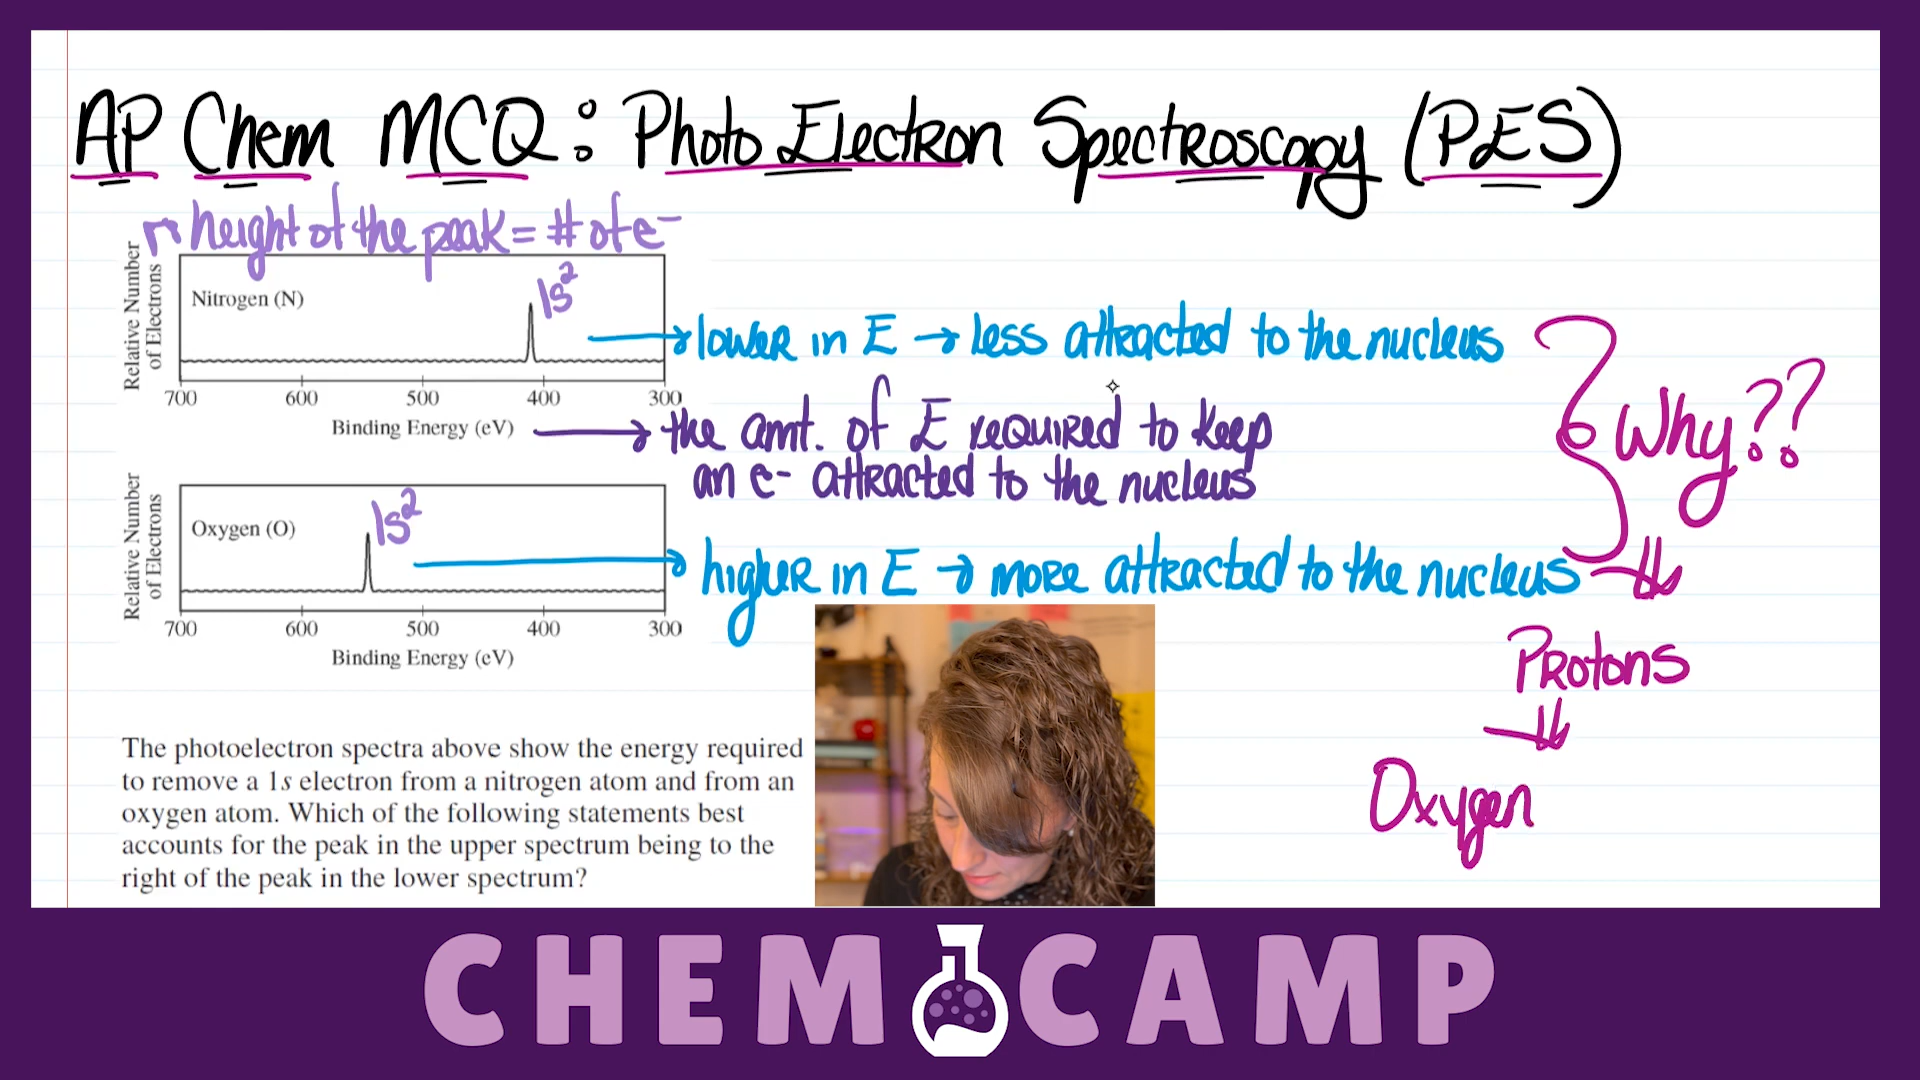 AP Chem MCQ: PhotoElectron Spectroscopy (PES)
height of the peak = # of e-
Relative Number
of Electrons
Nitrogen (N)
1s²
700 600 500 400 300
Binding Energy (eV)
lower in E → less attracted to the nucleus
the amt. of E required to keep
an e- attracted to the nucleus
Why??
Relative Number
of Electrons
Oxygen (O)
1s²
700 600 500 400 300
Binding Energy (eV)
higher in E → more attracted to the nucleus
Protons
Oxygen
The photoelectron spectra above show the energy required
to remove a 1s electron from a nitrogen atom and from an
oxygen atom. Which of the following statements best
accounts for the peak in the upper spectrum being to the
right of the peak in the lower spectrum?
CHEM CAMP